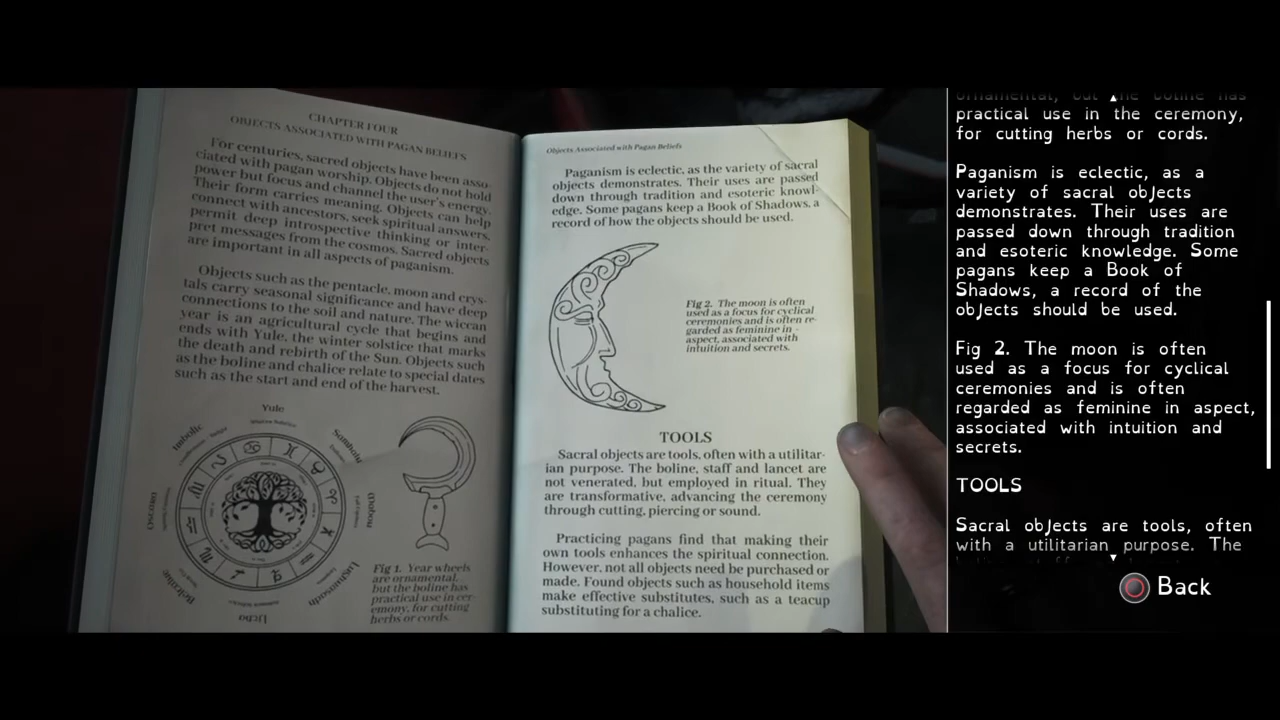 CHAPTER FOUR
OBJECTS ASSOCIATED WITH PAGAN BELIEFS
For centuries, sacred objects have been asso-
ciated with pagan worship. Objects do not hold
power but focus and channel the user's energy.
Their form carries meaning. Objects can help
connect with ancestors, seek spiritual answers,
permit deep introspective thinking or inter-
pret messages from the cosmos. Sacred objects
are important in all aspects of paganism.
Objects such as the pentacle, moon and crys-
tals carry seasonal significance and have deep
connections to the soil and nature. The wiccan
year is an agricultural cycle that begins and
ends with Yule, the winter solstice that marks
the death and rebirth of the Sun. Objects such
as the boline and chalice relate to special dates
such as the start and end of the harvest.
Yule
Imbolic
Fig 1. Year wheels
are ornamental,
but the boline has
practical use in cer-
emony, for cutting
herbs or cords.
Objects Associated with Pagan Beliefs
Paganism is eclectic, as the variety of sacral
objects demonstrates. Their uses are passed
down through tradition and esoteric knowl-
edge. Some pagans keep a Book of Shadows, a
record of how the objects should be used.
Fig 2. The moon is often
used as a focus for cyclical
ceremonies and is often re-
garded as feminine in -
aspect, associated with
intuition and secrets.
TOOLS
Sacral objects are tools, often with a utilitar-
ian purpose. The boline, staff and lancet are
not venerated, but employed in ritual. They
are transformative, advancing the ceremony
through cutting, piercing or sound.
Practicing pagans find that making their
own tools enhances the spiritual connection.
However, not all objects need be purchased or
made. Found objects such as household items
make effective substitutes, such as a teacup
substituting for a chalice.
ornamental, but the boline has
practical use in the ceremony,
for cutting herbs or cords.
Paganism is eclectic, as a
variety of sacral objects
demonstrates. Their uses are
passed down through tradition
and esoteric knowledge. Some
pagans keep a Book of
Shadows, a record of the
objects should be used.
Fig 2. The moon is often
used as a focus for cyclical
ceremonies and is often
regarded as feminine in aspect,
associated with intuition and
secrets.
TOOLS
Sacral objects are tools, often
with a utilitarian purpose. The
Back